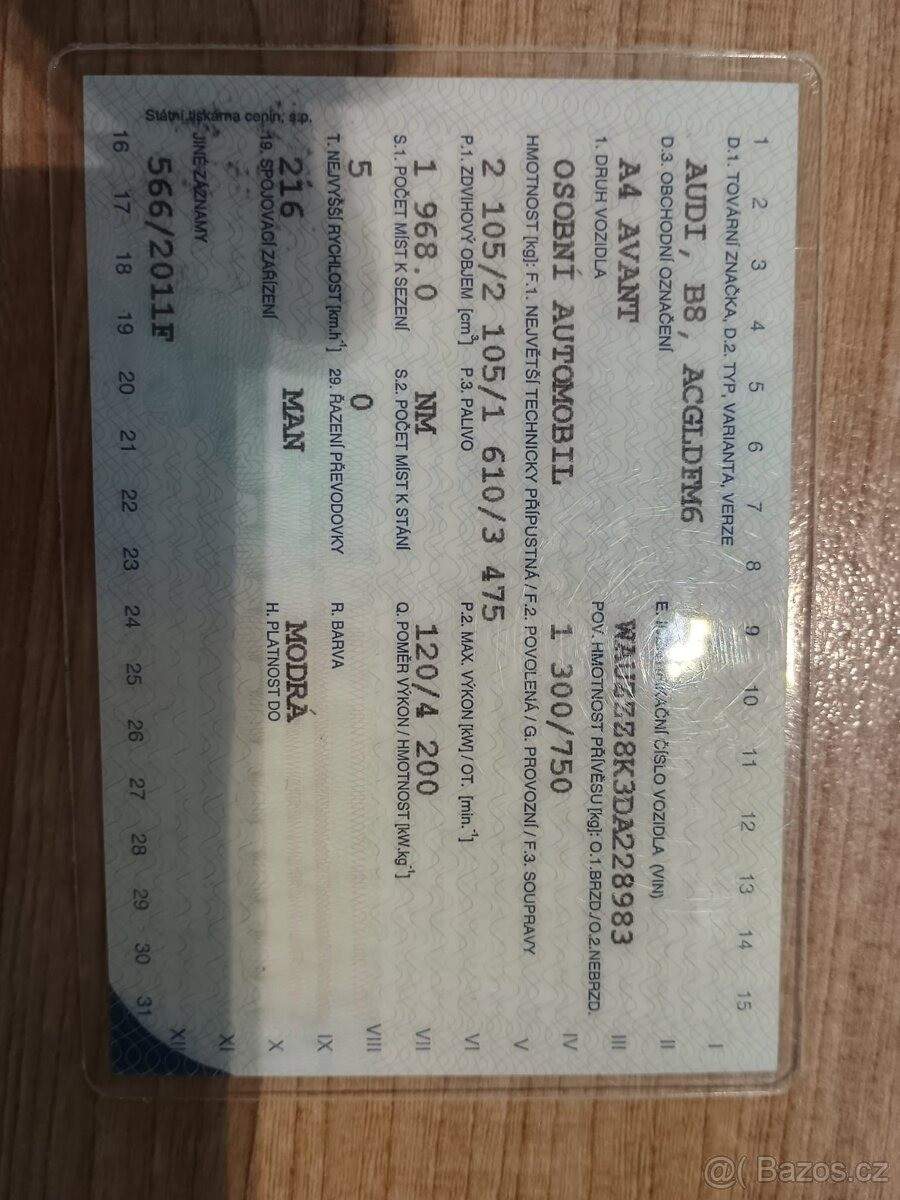 1 2 3 4 5 6 7 8 9 10 11 12 13 14 15
D.1. TOVÁRNÍ ZNAČKA, D.2. TYP, VARIANTA, VERZE
I
AUDI, B8, ACGLDFM6
D.3. OBCHODNÍ OZNAČENÍ
E. ČÍSLO VOZIDLA (VIN)
II
A4 AVANT WAUZZZ8K3DA228983
1. DRUH VOZIDLA
POV. HMOTNOST PŘÍVĚSU [kg]: O.1.BRZD./O.2.NEBRZD.
III
OSOBNÍ AUTOMOBIL 1 300/750
IV
HMOTNOST [kg]: F.1. NEJVĚTŠÍ TECHNICKY PŘÍPUSTNÁ / F.2. POVOLENÁ / G. PROVOZNÍ / F.3. SOUPRAVY
V
2 105/2 105/1 610/3 475
P.1. ZDVIHOVÝ OBJEM [cm³] P.3. PALIVO P.2. MAX. VÝKON [kW] / OT. [min.⁻¹]
VI
1 968.0 NM 120/4 200
S.1. POČET MÍST K SEZENÍ S.2. POČET MÍST K STÁNÍ Q. POMĚR VÝKON / HMOTNOST [kW.kg⁻¹]
VII
5 0
VIII
T. NEJVYŠŠÍ RYCHLOST [km.h⁻¹] 29. ŘAZENÍ PŘEVODOVKY R. BARVA
IX
216 MAN MODRÁ
19. SPOJOVACÍ ZAŘÍZENÍ H. PLATNOST DO
X
XI
JINÉ ZÁZNAMY
XII
566/2011F
Státní tiskárna cenin, s.p.
16 17 18 19 20 21 22 23 24 25 26 27 28 29 30 31
@( Bazos.cz